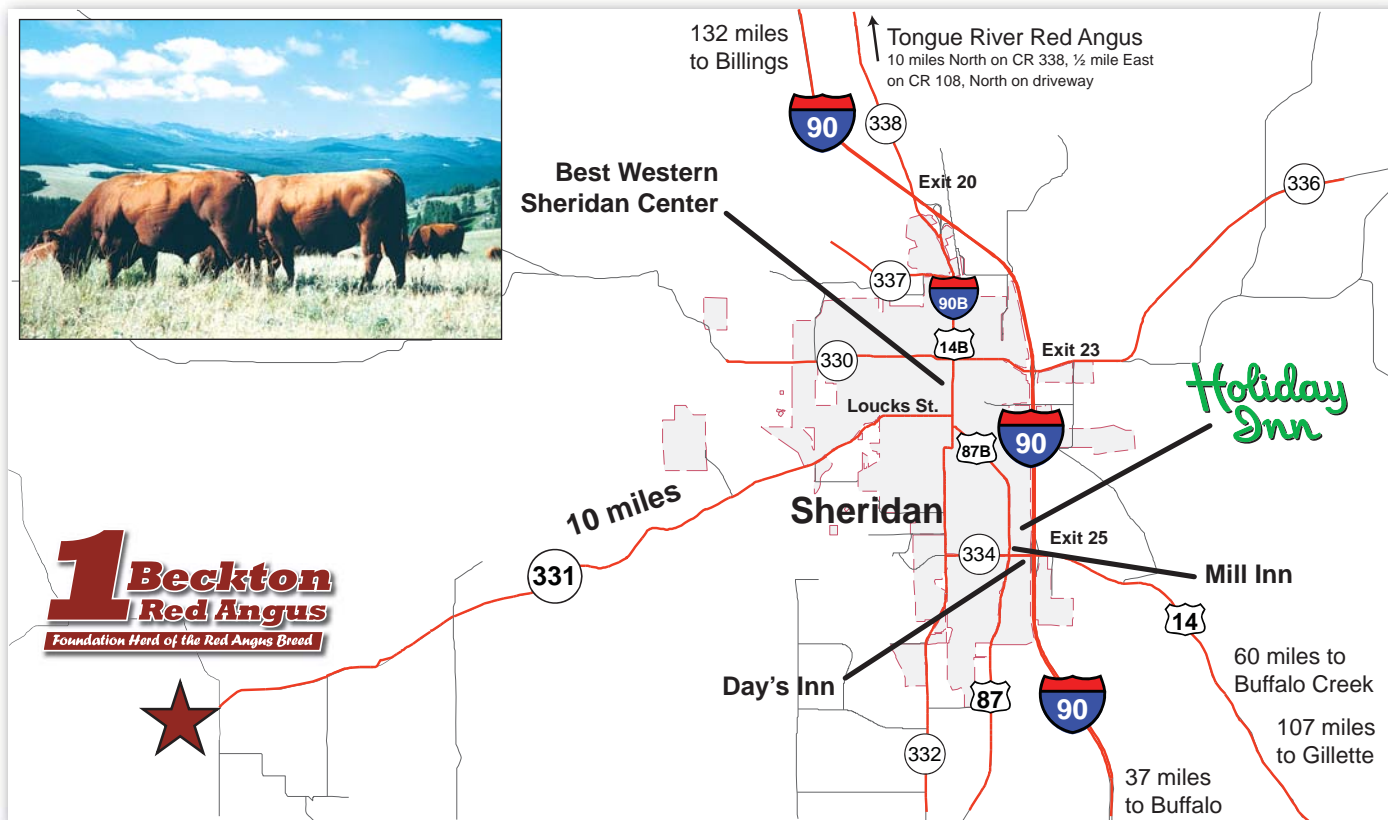 132 miles
to Billings
Tongue River Red Angus
10 miles North on CR 338, ½ mile East
on CR 108, North on driveway
90
338
Best Western
Sheridan Center
Exit 20
336
337
90B
14B
330
Exit 23
Holiday
Inn
Loucks St.
87B
90
10 miles
Sheridan
Exit 25
334
Mill Inn
331
1 Beckton
Red Angus
Foundation Herd of the Red Angus Breed
14
Day's Inn
87
90
60 miles to
Buffalo Creek
107 miles
to Gillette
332
37 miles
to Buffalo